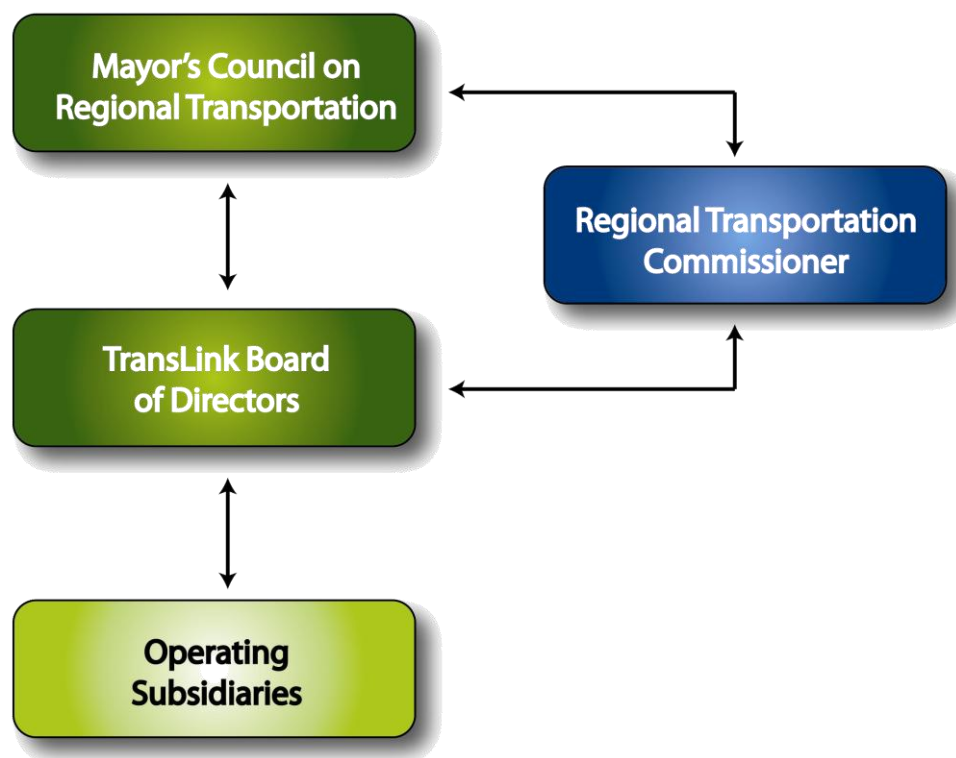 Mayor's Council on
Regional Transportation
Regional Transportation
Commissioner
TransLink Board
of Directors
Operating
Subsidiaries